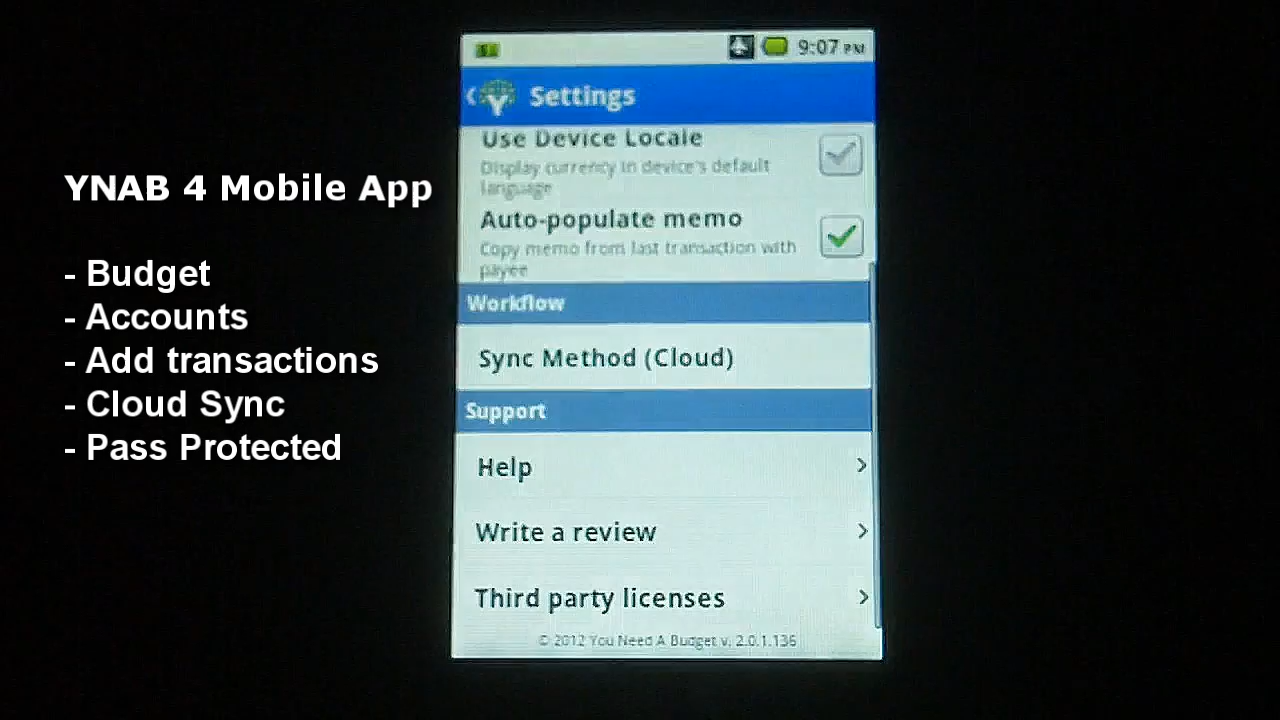 YNAB 4 Mobile App
- Budget
- Accounts
- Add transactions
- Cloud Sync
- Pass Protected
9:07 PM
Settings
Use Device Locale
Display currency in device's default
language
Auto-populate memo
Copy memo from last transaction with
payee
Workflow
Sync Method (Cloud)
Support
Help
Write a review
Third party licenses
© 2012 You Need A Budget v. 2.0.1.136